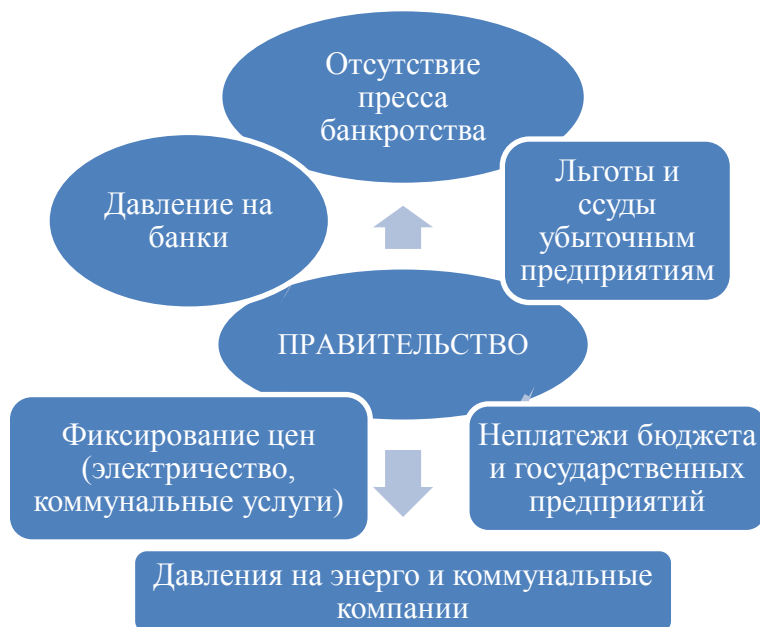 Отсутствие
пресса
банкротства
Давление на
банки
Льготы и
ссуды
убыточным
предприятиям
ПРАВИТЕЛЬСТВО
Фиксирование цен
(электричество,
коммунальные услуги)
Неплатежи бюджета
и государственных
предприятий
Давления на энерго и коммунальные
компании